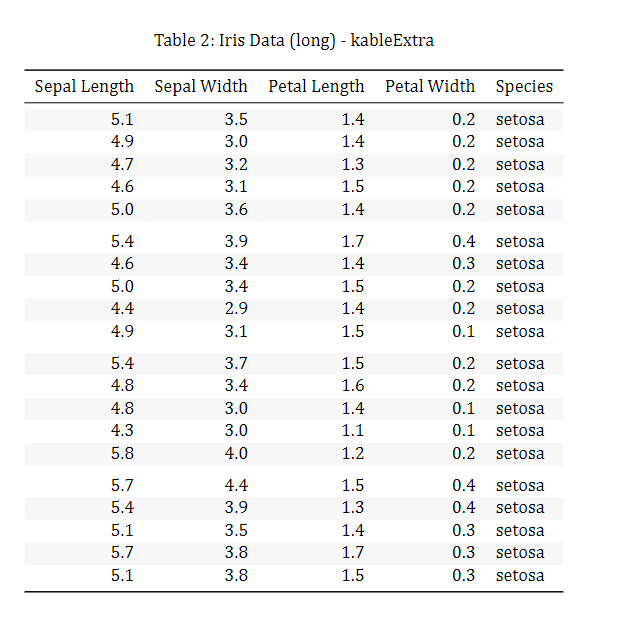 Table 2: Iris Data (long) - kableExtra
Sepal Length Sepal Width Petal Length Petal Width Species
5.1 3.5 1.4 0.2 setosa
4.9 3.0 1.4 0.2 setosa
4.7 3.2 1.3 0.2 setosa
4.6 3.1 1.5 0.2 setosa
5.0 3.6 1.4 0.2 setosa
5.4 3.9 1.7 0.4 setosa
4.6 3.4 1.4 0.3 setosa
5.0 3.4 1.5 0.2 setosa
4.4 2.9 1.4 0.2 setosa
4.9 3.1 1.5 0.1 setosa
5.4 3.7 1.5 0.2 setosa
4.8 3.4 1.6 0.2 setosa
4.8 3.0 1.4 0.1 setosa
4.3 3.0 1.1 0.1 setosa
5.8 4.0 1.2 0.2 setosa
5.7 4.4 1.5 0.4 setosa
5.4 3.9 1.3 0.4 setosa
5.1 3.5 1.4 0.3 setosa
5.7 3.8 1.7 0.3 setosa
5.1 3.8 1.5 0.3 setosa